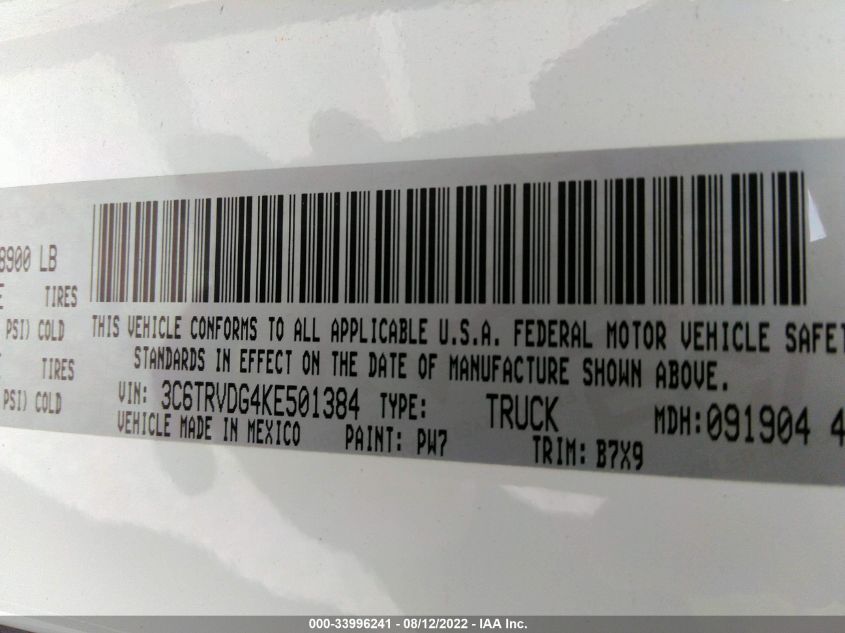 8900 LB
TIRES
PSI) COLD
TIRES
PSI) COLD
THIS VEHICLE CONFORMS TO ALL APPLICABLE U.S.A. FEDERAL MOTOR VEHICLE SAFET
STANDARDS IN EFFECT ON THE DATE OF MANUFACTURE SHOWN ABOVE.
VIN: 3C6TRVDG4KE501384 TYPE: TRUCK MDH: 091904 4
VEHICLE MADE IN MEXICO PAINT: PW7 TRIM: B7X9
000-33996241 - 08/12/2022 - IAA Inc.